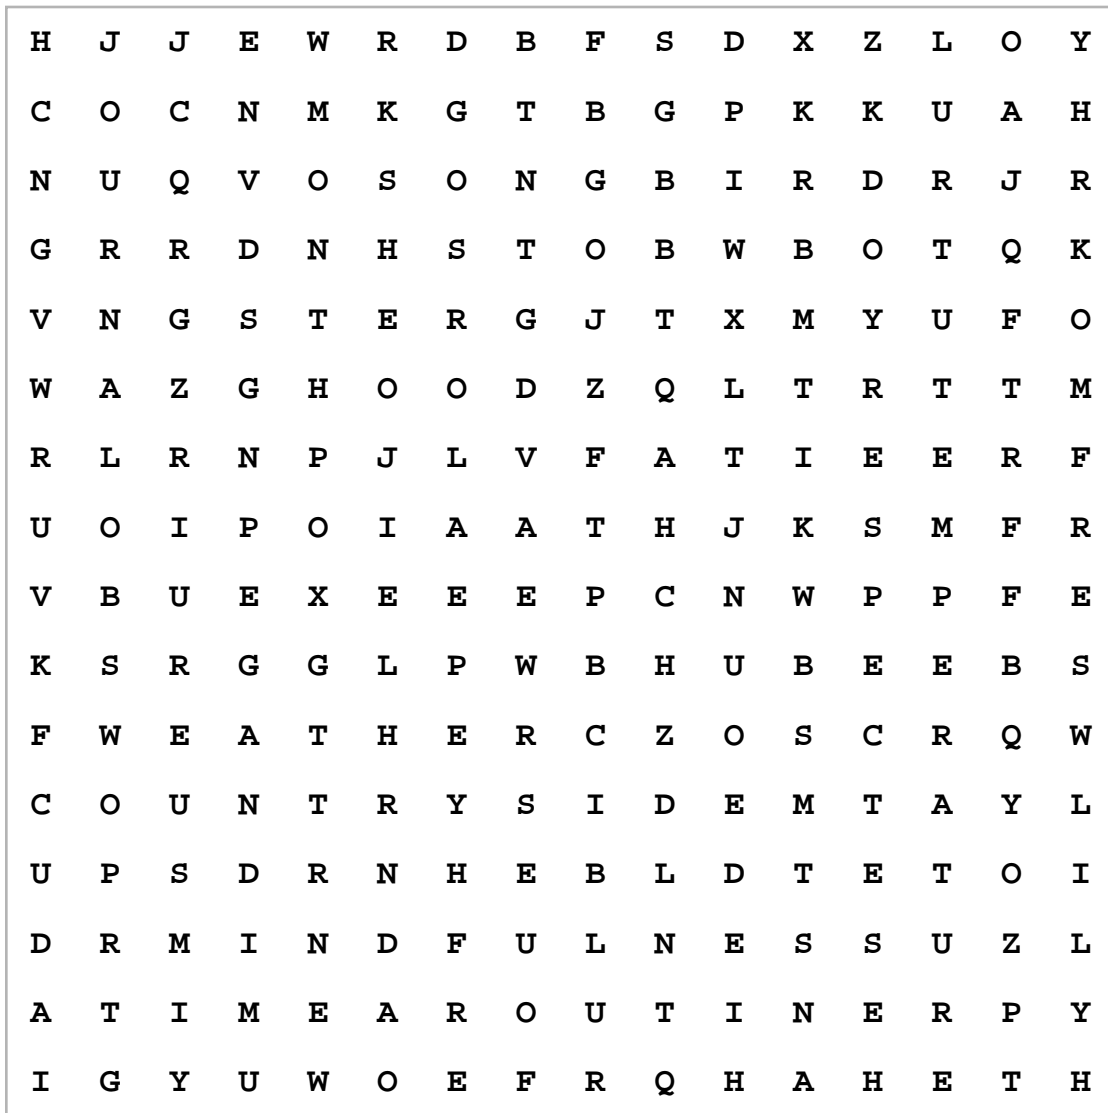 H J J E W R D B F S D X Z L O Y
C O C N M K G T B G P K K U A H
N U Q V O S O N G B I R D R J R
G R R D N H S T O B W B O T Q K
V N G S T E R G J T X M Y U F O
W A Z G H O O D Z Q L T R T T M
R L R N P J L V F A T I E E R F
U O I P O I A A T H J K S M F R
V B U E X E E E P C N W P P F E
K S R G G L P W B H U B E E B S
F W E A T H E R C Z O S C R Q W
C O U N T R Y S I D E M T A Y L
U P S D R N H E B L D T E T O I
D R M I N D F U L N E S S U Z L
A T I M E A R O U T I N E R P Y
I G Y U W O E F R Q H A H E T H